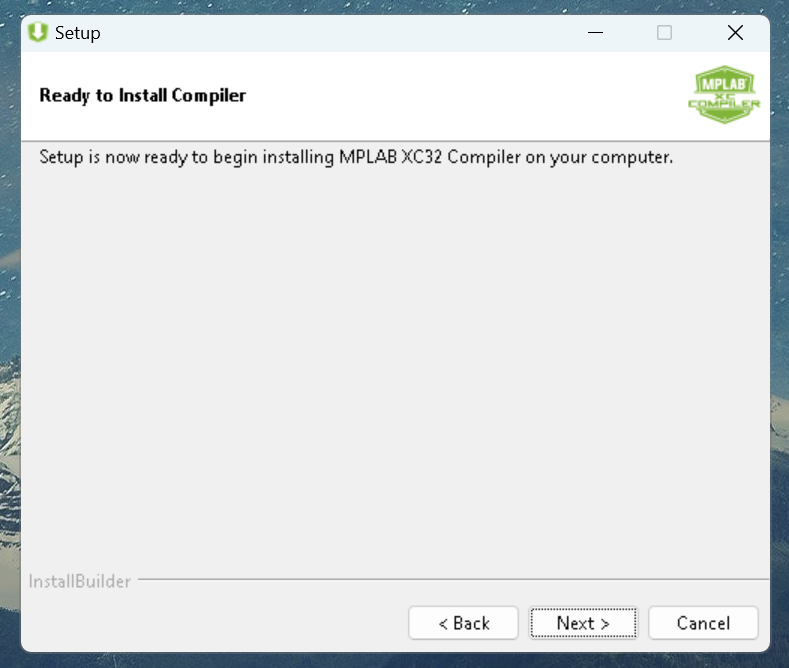 Setup
Ready to Install Compiler
MPLAB
XC
COMPILER
Setup is now ready to begin installing MPLAB XC32 Compiler on your computer.
InstallBuilder
< Back
Next >
Cancel